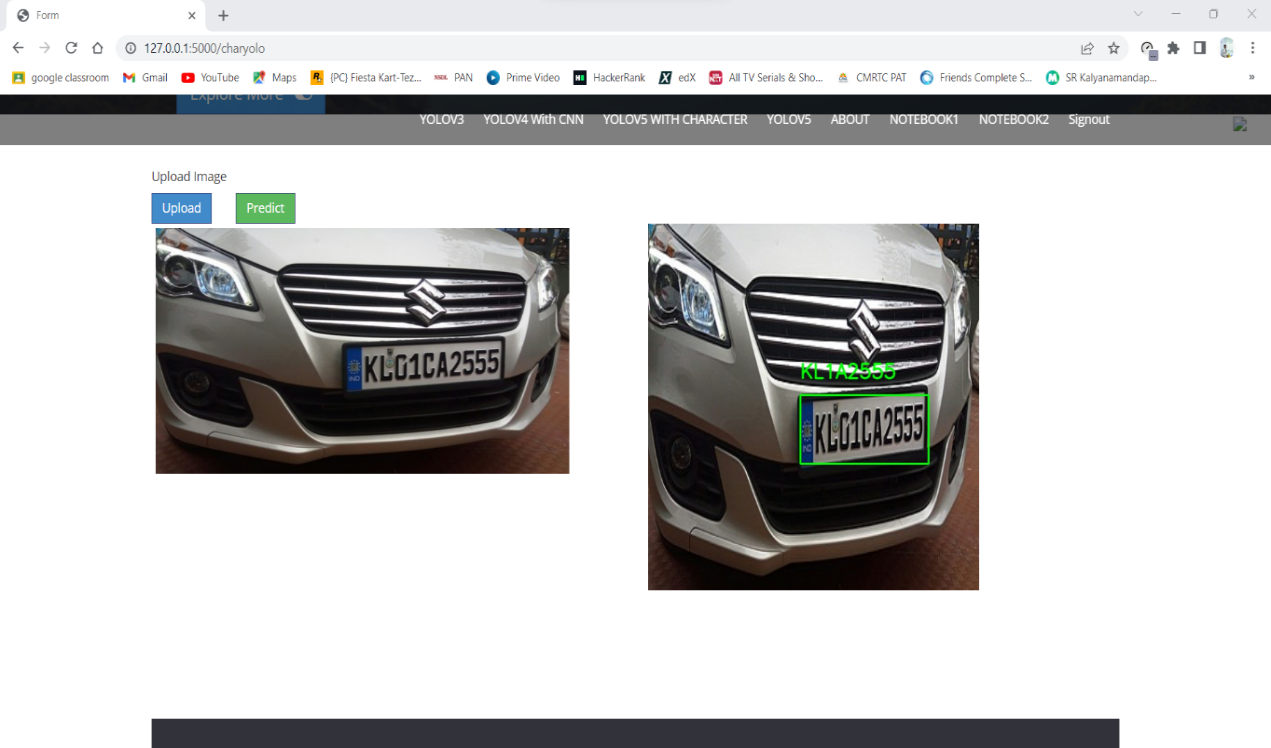 Form
127.0.0.1:5000/charyolo
google classroom Gmail YouTube Maps {PC} Fiesta Kart-Tez... NSDL PAN Prime Video HackerRank edX All TV Serials & Sho... CMRTC PAT Friends Complete S... SR Kalyanamandap... »
Explore More
YOLOV3 YOLOV4 With CNN YOLOV5 WITH CHARACTER YOLOV5 ABOUT NOTEBOOK1 NOTEBOOK2 Signout
Upload Image
Upload Predict
IND KL01CA2555
KL1A2555
KL01CA2555